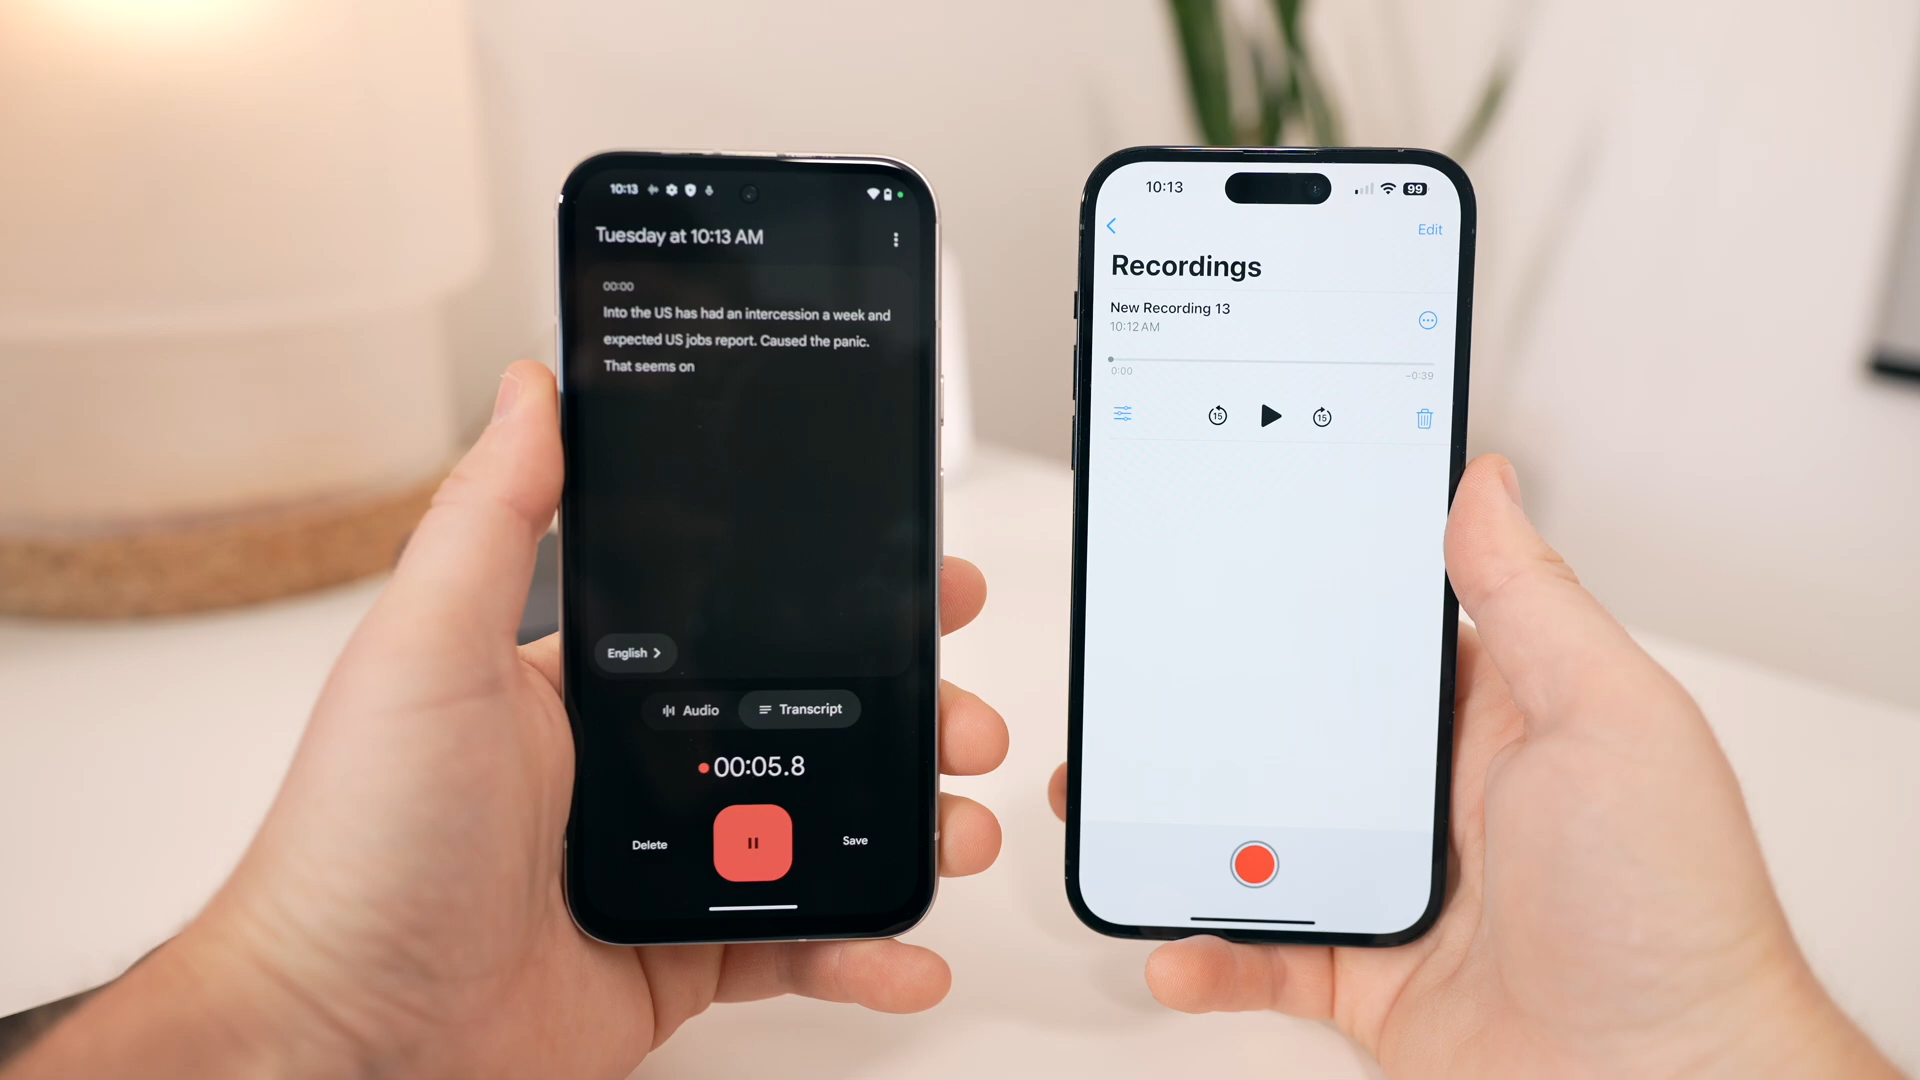 10:13
Tuesday at 10:13 AM
00:00
Into the US has had an intercession a week and
expected US jobs report. Caused the panic.
That seems on
English
Audio
Transcript
00:05.8
Delete
Save
10:13
99
Edit
Recordings
New Recording 13
10:12 AM
0:00
-0:39
15
15